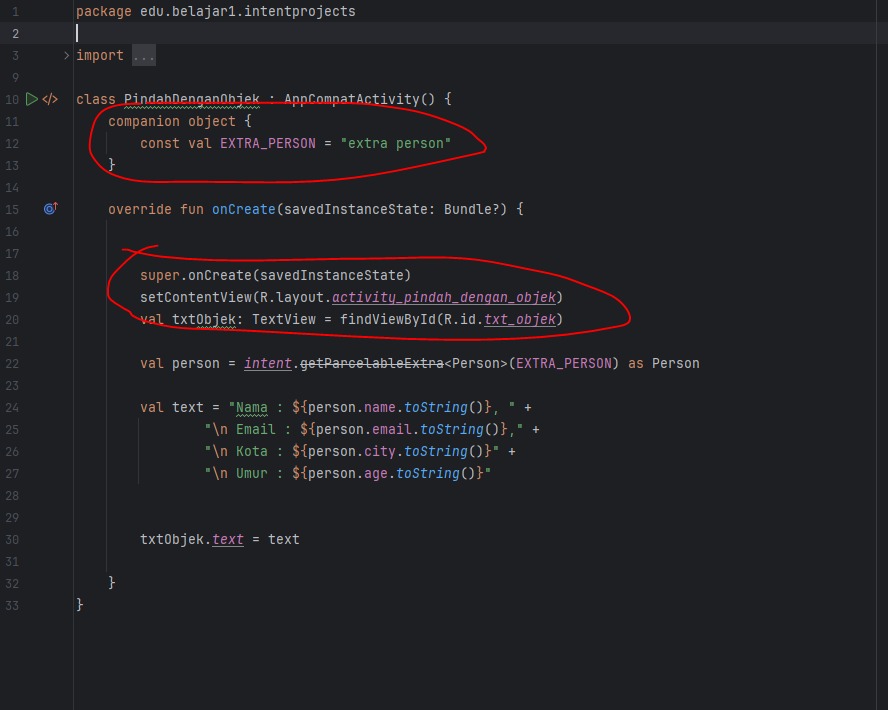 1 package edu.belajar1.intentprojects
2
3 import ...
9
10 class PindahDenganObjek : AppCompatActivity() {
11 companion object {
12 const val EXTRA_PERSON = "extra person"
13 }
14
15 override fun onCreate(savedInstanceState: Bundle?) {
16
17
18 super.onCreate(savedInstanceState)
19 setContentView(R.layout.activity_pindah_dengan_objek)
20 val txtObjek: TextView = findViewById(R.id.txt_objek)
21
22 val person = intent.getParcelableExtra<Person>(EXTRA_PERSON) as Person
23
24 val text = "Nama : ${person.name.toString()}, " +
25 "\n Email : ${person.email.toString()}," +
26 "\n Kota : ${person.city.toString()}" +
27 "\n Umur : ${person.age.toString()}"
28
29
30 txtObjek.text = text
31
32 }
33 }